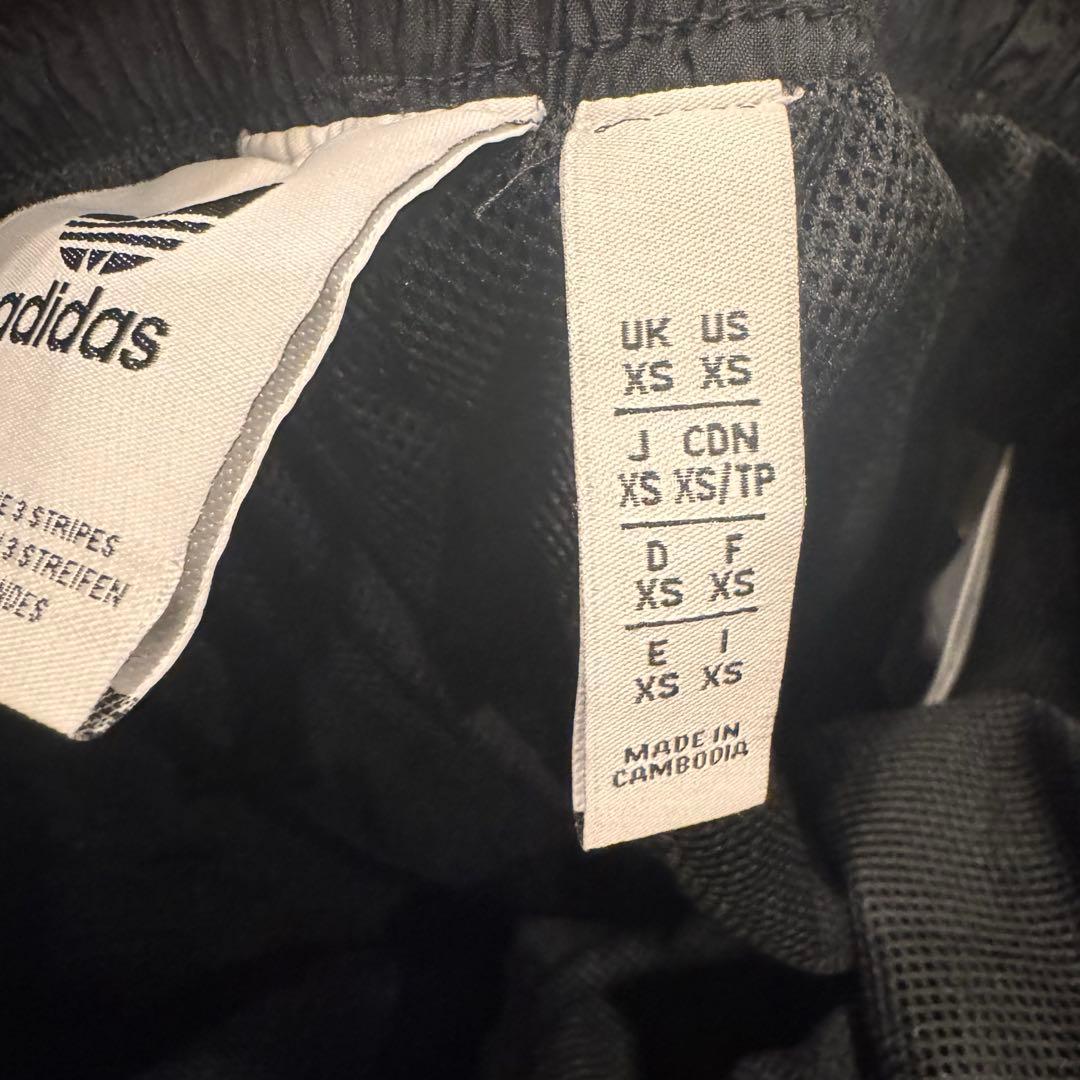 adidas
3 STRIPES
3 STREIFEN
UK US
XS XS
J CDN
XS XS/TP
D F
XS XS
E I
XS XS
MADE IN
CAMBODIA